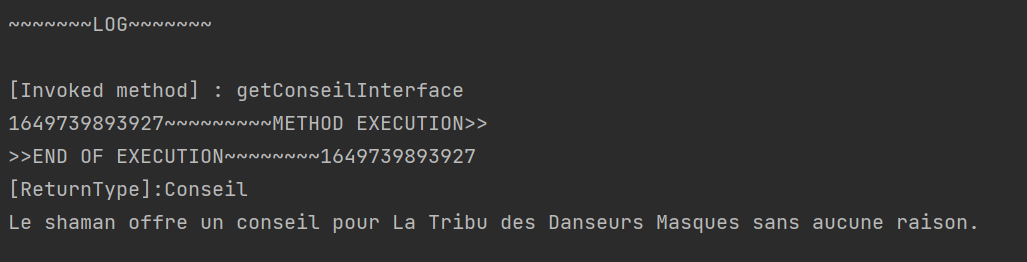 ~~~~~~~LOG~~~~~~~
[Invoked method] : getConseilInterface
1649739893927~~~~~~~~~METHOD EXECUTION>>
>>END OF EXECUTION~~~~~~~~1649739893927
[ReturnType]:Conseil
Le shaman offre un conseil pour La Tribu des Danseurs Masques sans aucune raison.